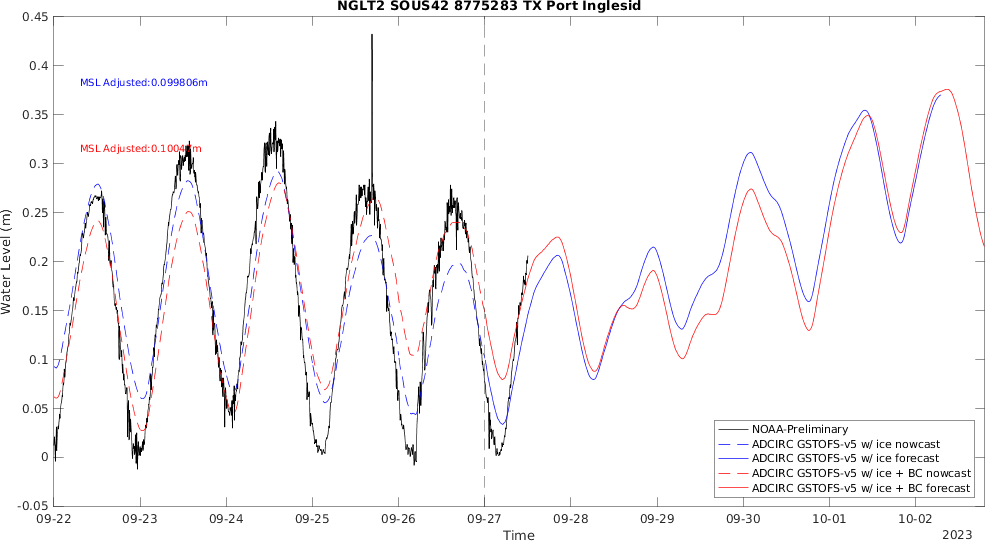 NGLT2 SOUS42 8775283 TX Port Inglesid
0.45
0.4
0.35
0.3
0.25
0.2
0.15
0.1
0.05
0
-0.05
Water Level (m)
MSL Adjusted:0.099806m
MSL Adjusted:
NOAA-Preliminary
ADCIRC GSTOFS-v5 w/ ice nowcast
ADCIRC GSTOFS-v5 w/ ice forecast
ADCIRC GSTOFS-v5 w/ ice + BC nowcast
ADCIRC GSTOFS-v5 w/ ice + BC forecast
09-22 09-23 09-24 09-25 09-26 09-27 09-28 09-29 09-30 10-01 10-02
Time
2023